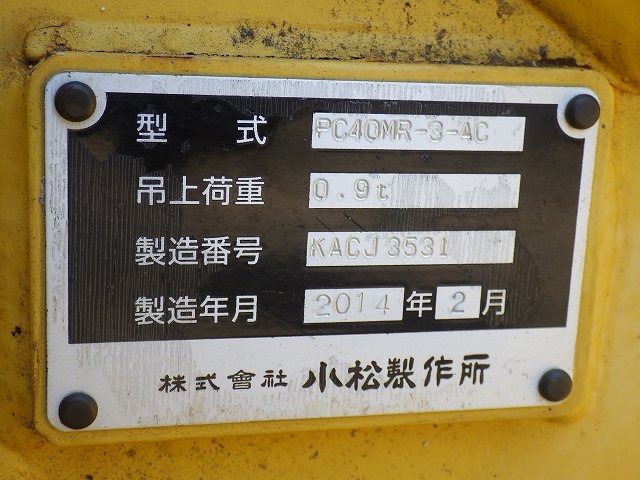 型 式 PC40MR-3-AC
吊上荷重 0.9t
製造番号 KACJ3531
製造年月 2014年2月
株式會社 小松製作所